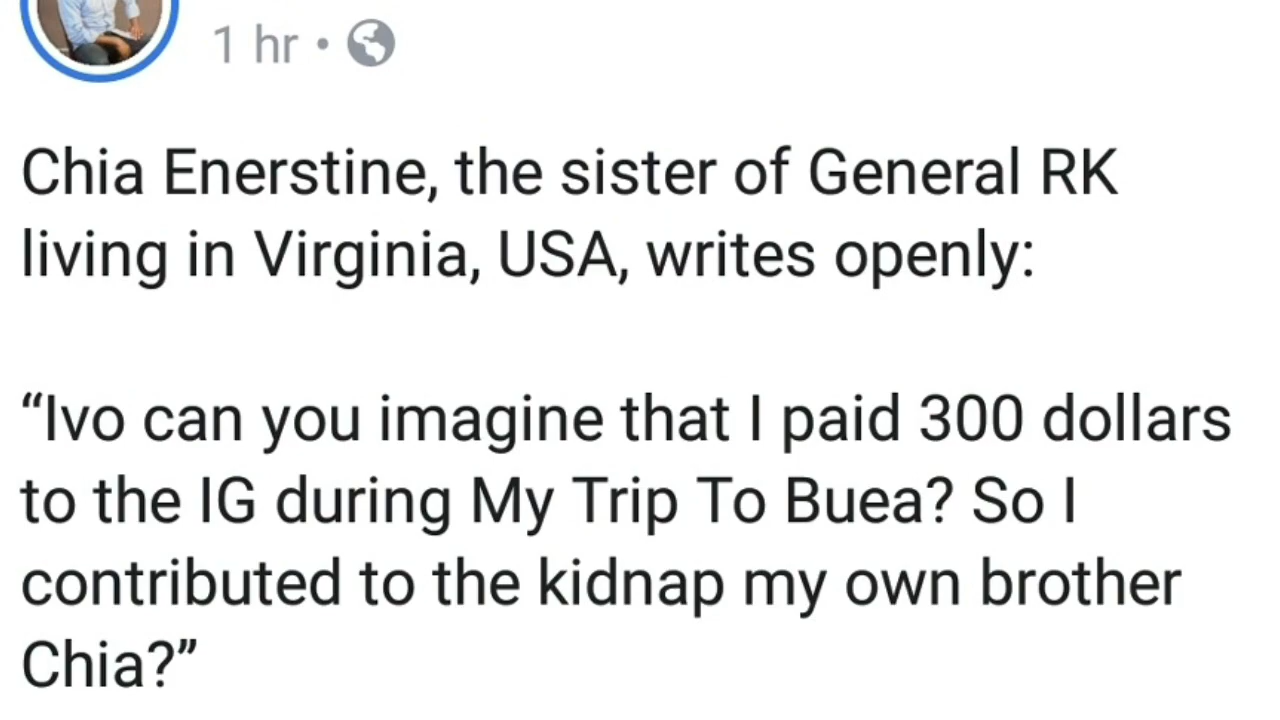 1 hr •
Chia Enerstine, the sister of General RK
living in Virginia, USA, writes openly:
“Ivo can you imagine that I paid 300 dollars
to the IG during My Trip To Buea? So I
contributed to the kidnap my own brother
Chia?”